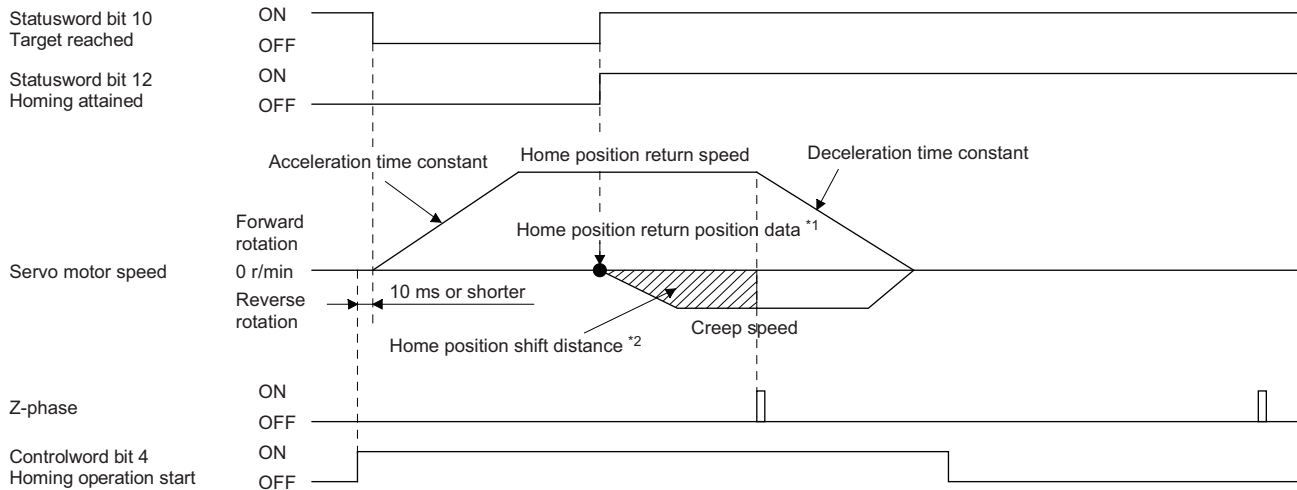 Statusword bit 10
Target reached
ON
OFF
Statusword bit 12
Homing attained
ON
OFF
Acceleration time constant
Home position return speed
Deceleration time constant
Forward
rotation
Home position return position data *1
Servo motor speed
0 r/min
Reverse
rotation
10 ms or shorter
Creep speed
Home position shift distance *2
Z-phase
ON
OFF
Controlword bit 4
Homing operation start
ON
OFF